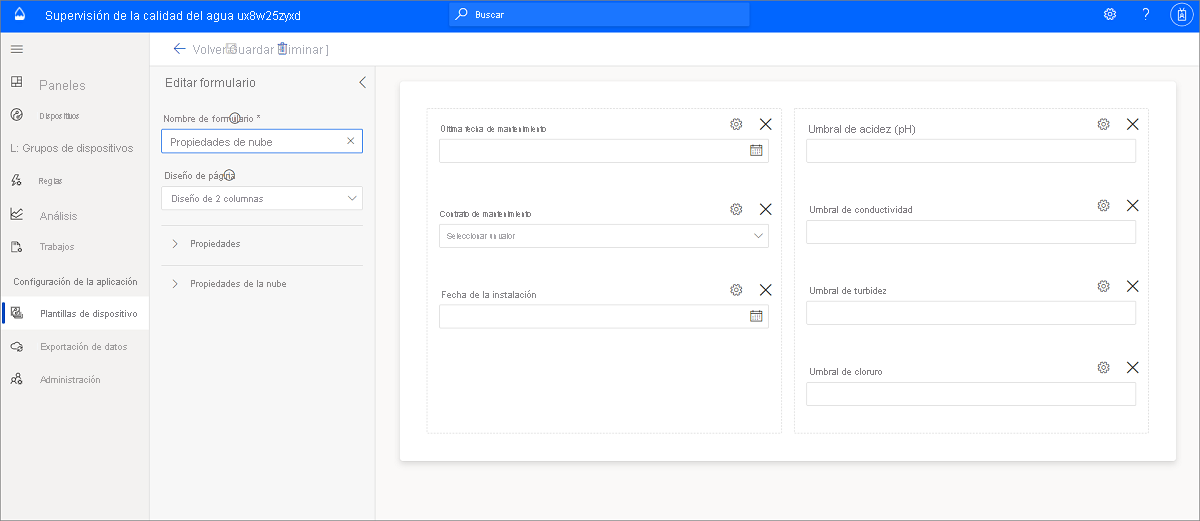 Supervisión de la calidad del agua ux8w25zyxd
Buscar
?
Volver Guardar Eliminar ]
Paneles
Dispositivos
L: Grupos de dispositivos
Reglas
Análisis
Trabajos
Configuración de la aplicación
Plantillas de dispositivo
Exportación de datos
Administración
Editar formulario
Nombre de formulario *
Propiedades de nube
Diseño de página
Diseño de 2 columnas
Propiedades
Propiedades de la nube
Última fecha de mantenimiento
Contrato de mantenimiento
Seleccionar un valor
Fecha de la instalación
Umbral de acidez (pH)
Umbral de conductividad
Umbral de turbidez
Umbral de cloruro